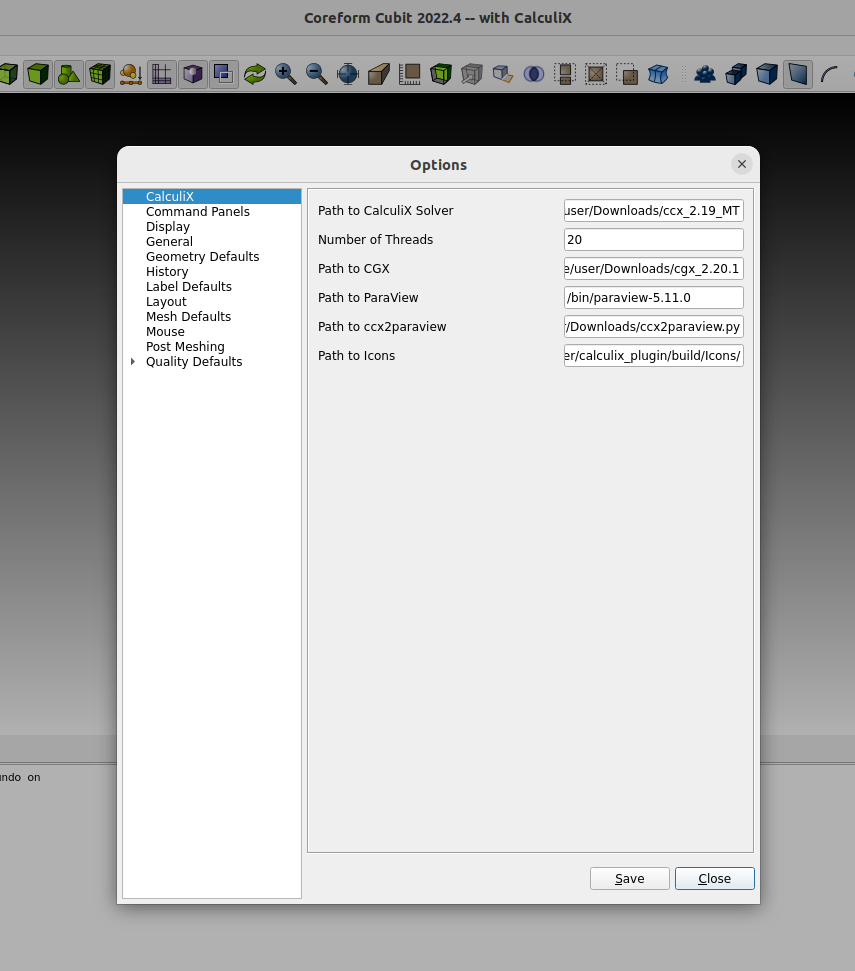 Coreform Cubit 2022.4 -- with CalculiX
Options
CalculiX
Command Panels
Display
General
Geometry Defaults
History
Label Defaults
Layout
Mesh Defaults
Mouse
Post Meshing
Quality Defaults
Path to CalculiX Solver user/Downloads/ccx_2.19_MT
Number of Threads 20
Path to CGX e/user/Downloads/cgx_2.20.1
Path to ParaView /bin/paraview-5.11.0
Path to ccx2paraview /Downloads/ccx2paraview.py
Path to Icons er/calculix_plugin/build/Icons/
Save Close
undo on